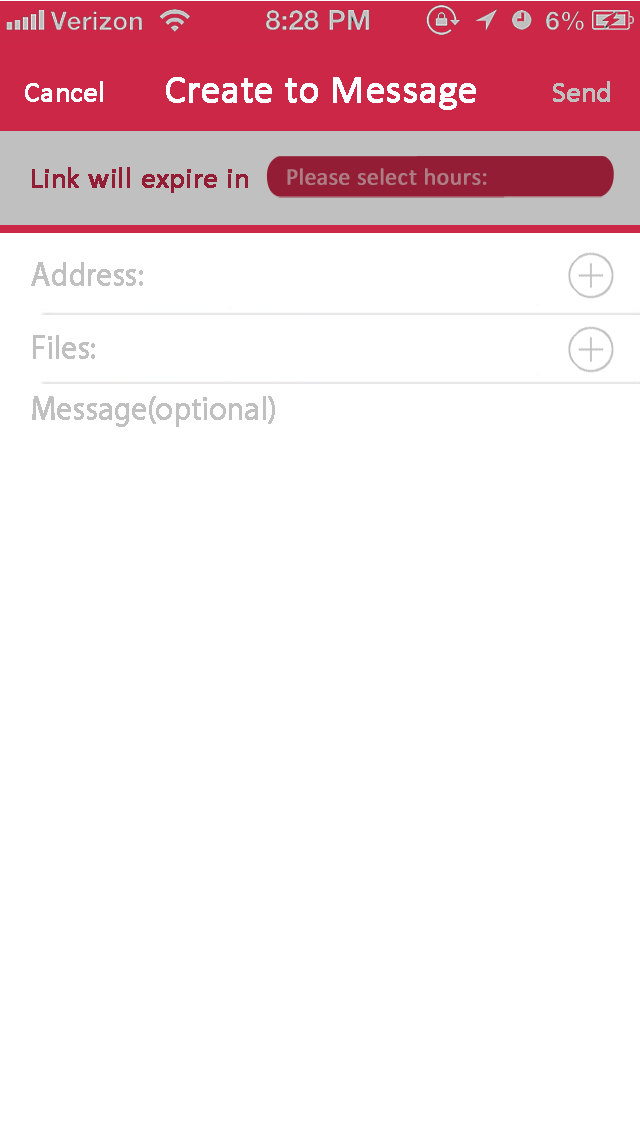 Verizon 8:28 PM 6%
Cancel Create to Message Send
Link will expire in Please select hours:
Address:
Files:
Message(optional)